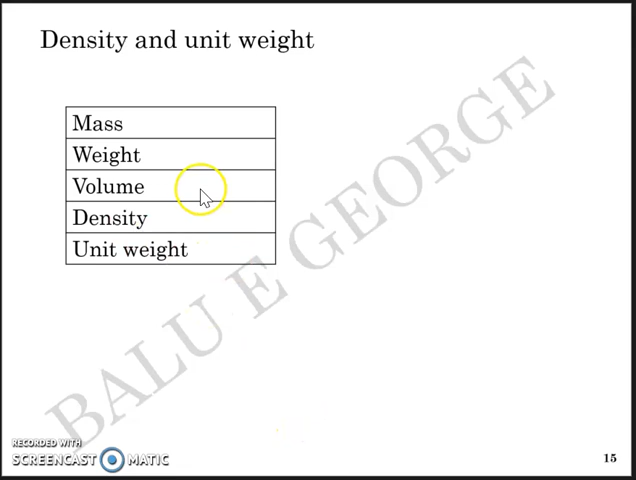 Density and unit weight
Mass
Weight
Volume
Density
Unit weight
BALU E GEORGE
RECORDED WITH
SCREENCAST MATIC
15